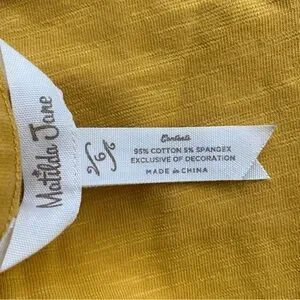 Matilda Jane
Contents
95% COTTON 5% SPANDEX
EXCLUSIVE OF DECORATION
MADE in CHINA